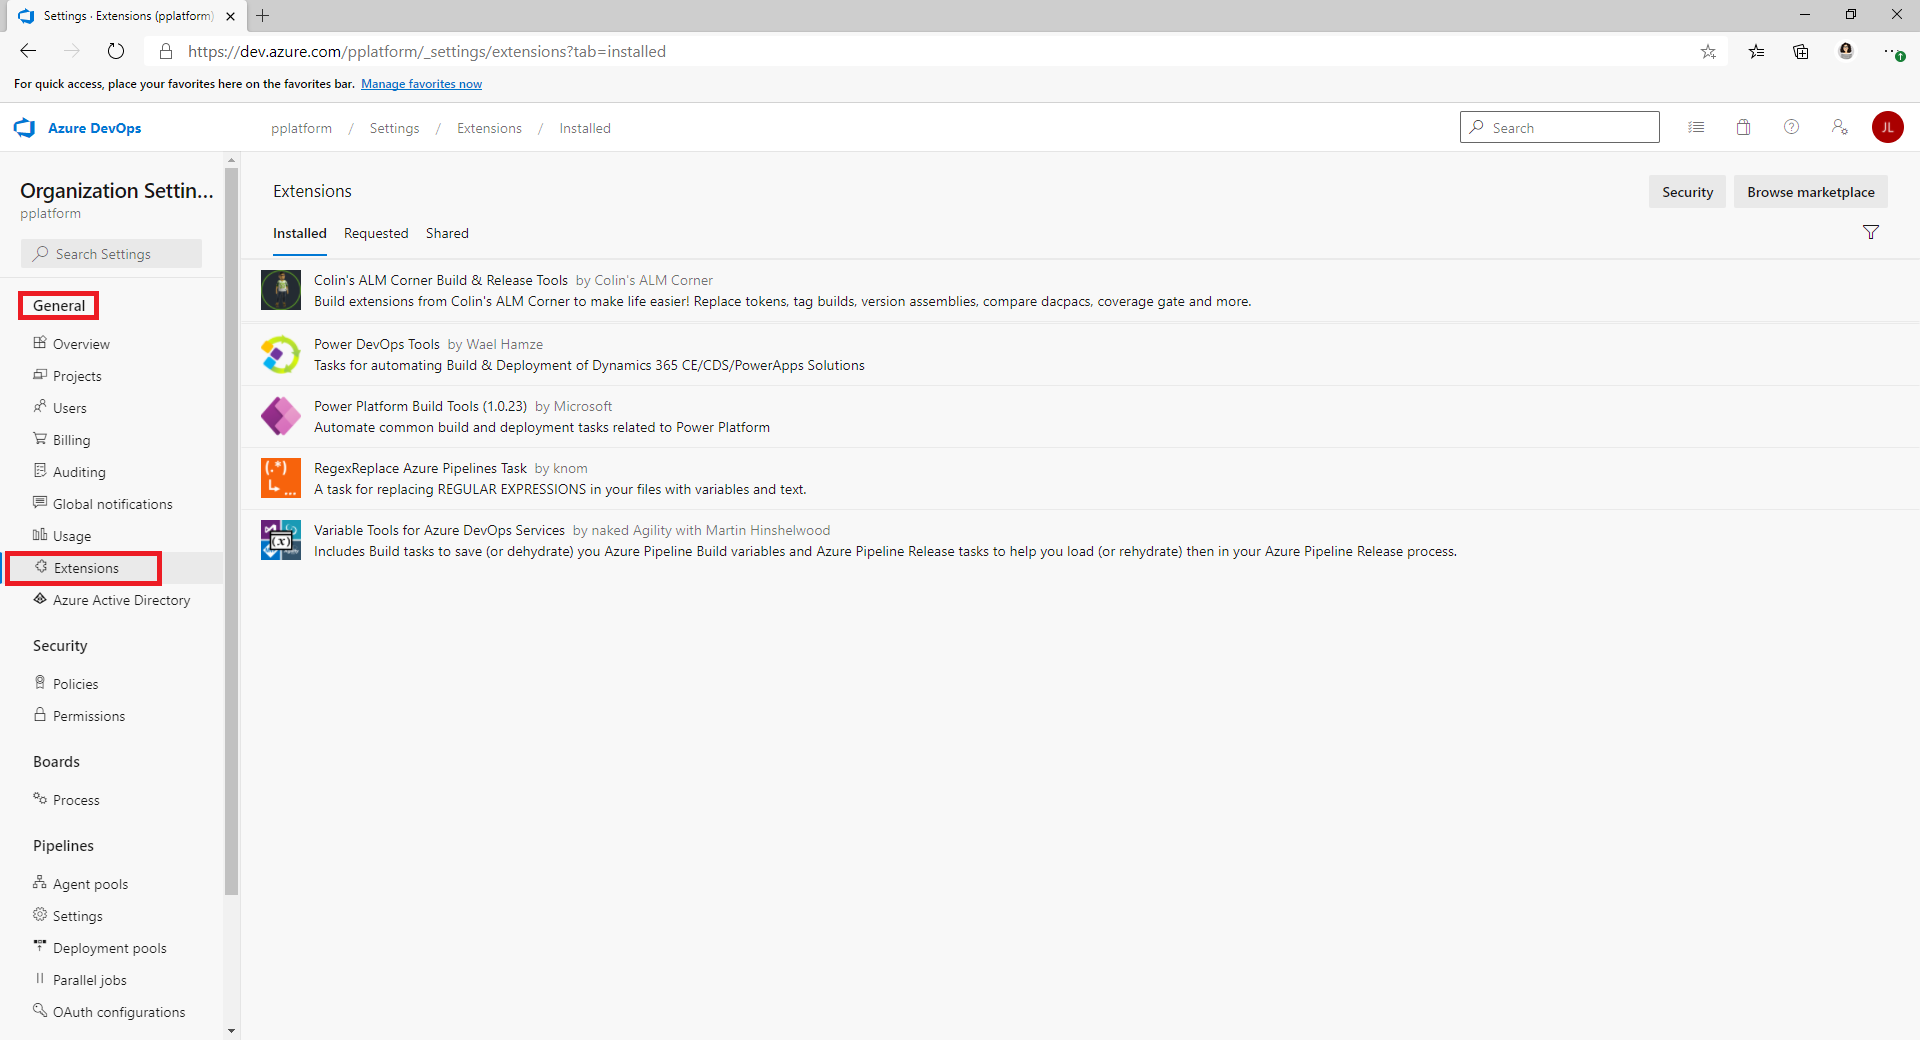 Settings · Extensions (pplatform)
https://dev.azure.com/pplatform/_settings/extensions?tab=installed
For quick access, place your favorites here on the favorites bar. Manage favorites now
Azure DevOps
pplatform / Settings / Extensions / Installed
Search
JL
Organization Settin...
pplatform
Search Settings
General
Overview
Projects
Users
Billing
Auditing
Global notifications
Usage
Extensions
Azure Active Directory
Security
Policies
Permissions
Boards
Process
Pipelines
Agent pools
Settings
Deployment pools
Parallel jobs
OAuth configurations
Extensions
Security
Browse marketplace
Installed Requested Shared
Colin's ALM Corner Build & Release Tools by Colin's ALM Corner
Build extensions from Colin's ALM Corner to make life easier! Replace tokens, tag builds, version assemblies, compare dacpacs, coverage gate and more.
Power DevOps Tools by Wael Hamze
Tasks for automating Build & Deployment of Dynamics 365 CE/CDS/PowerApps Solutions
Power Platform Build Tools (1.0.23) by Microsoft
Automate common build and deployment tasks related to Power Platform
(.*)
...
RegexReplace Azure Pipelines Task by knom
A task for replacing REGULAR EXPRESSIONS in your files with variables and text.
(x)
Variable Tools for Azure DevOps Services by naked Agility with Martin Hinshelwood
Includes Build tasks to save (or dehydrate) you Azure Pipeline Build variables and Azure Pipeline Release tasks to help you load (or rehydrate) then in your Azure Pipeline Release process.